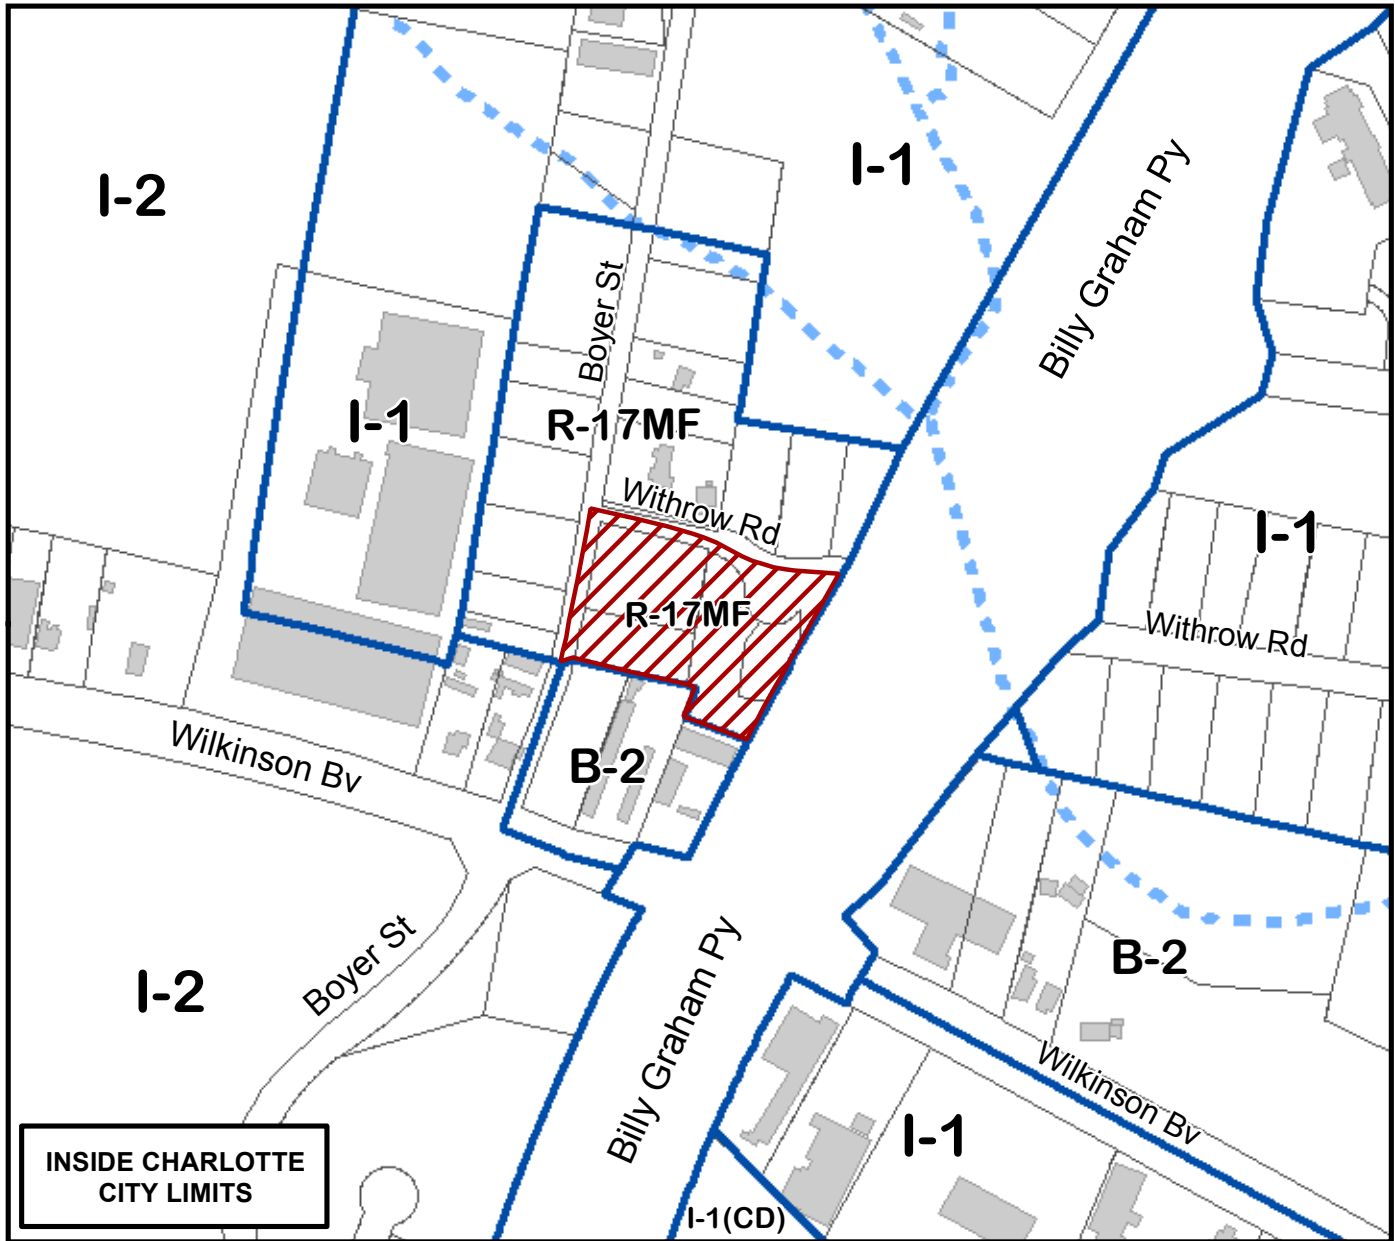 I-2
I-1
Billy Graham Py
Boyer St
I-1
R-17MF
Withrow Rd
I-1
R-17MF
Withrow Rd
Wilkinson Bv
B-2
B-2
I-2
Boyer St
Billy Graham Py
Wilkinson Bv
I-1
INSIDE CHARLOTTE
CITY LIMITS
I-1(CD)